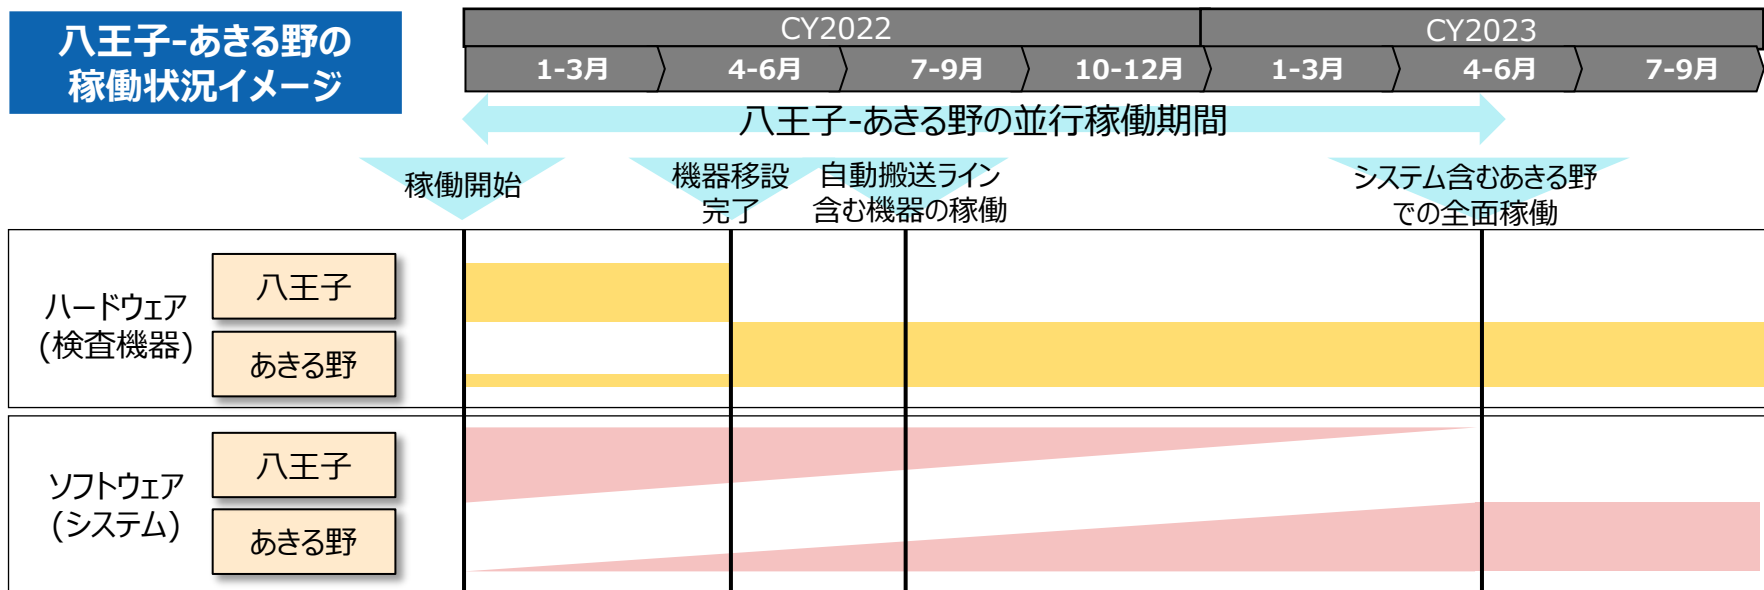 八王子-あきる野の
稼働状況イメージ
CY2022
CY2023
1-3月
4-6月
7-9月
10-12月
1-3月
4-6月
7-9月
八王子-あきる野の並行稼働期間
稼働開始
機器移設
完了
自動搬送ライン
含む機器の稼働
システム含むあきる野
での全面稼働
ハードウェア
(検査機器)
八王子
あきる野
ソフトウェア
(システム)
八王子
あきる野